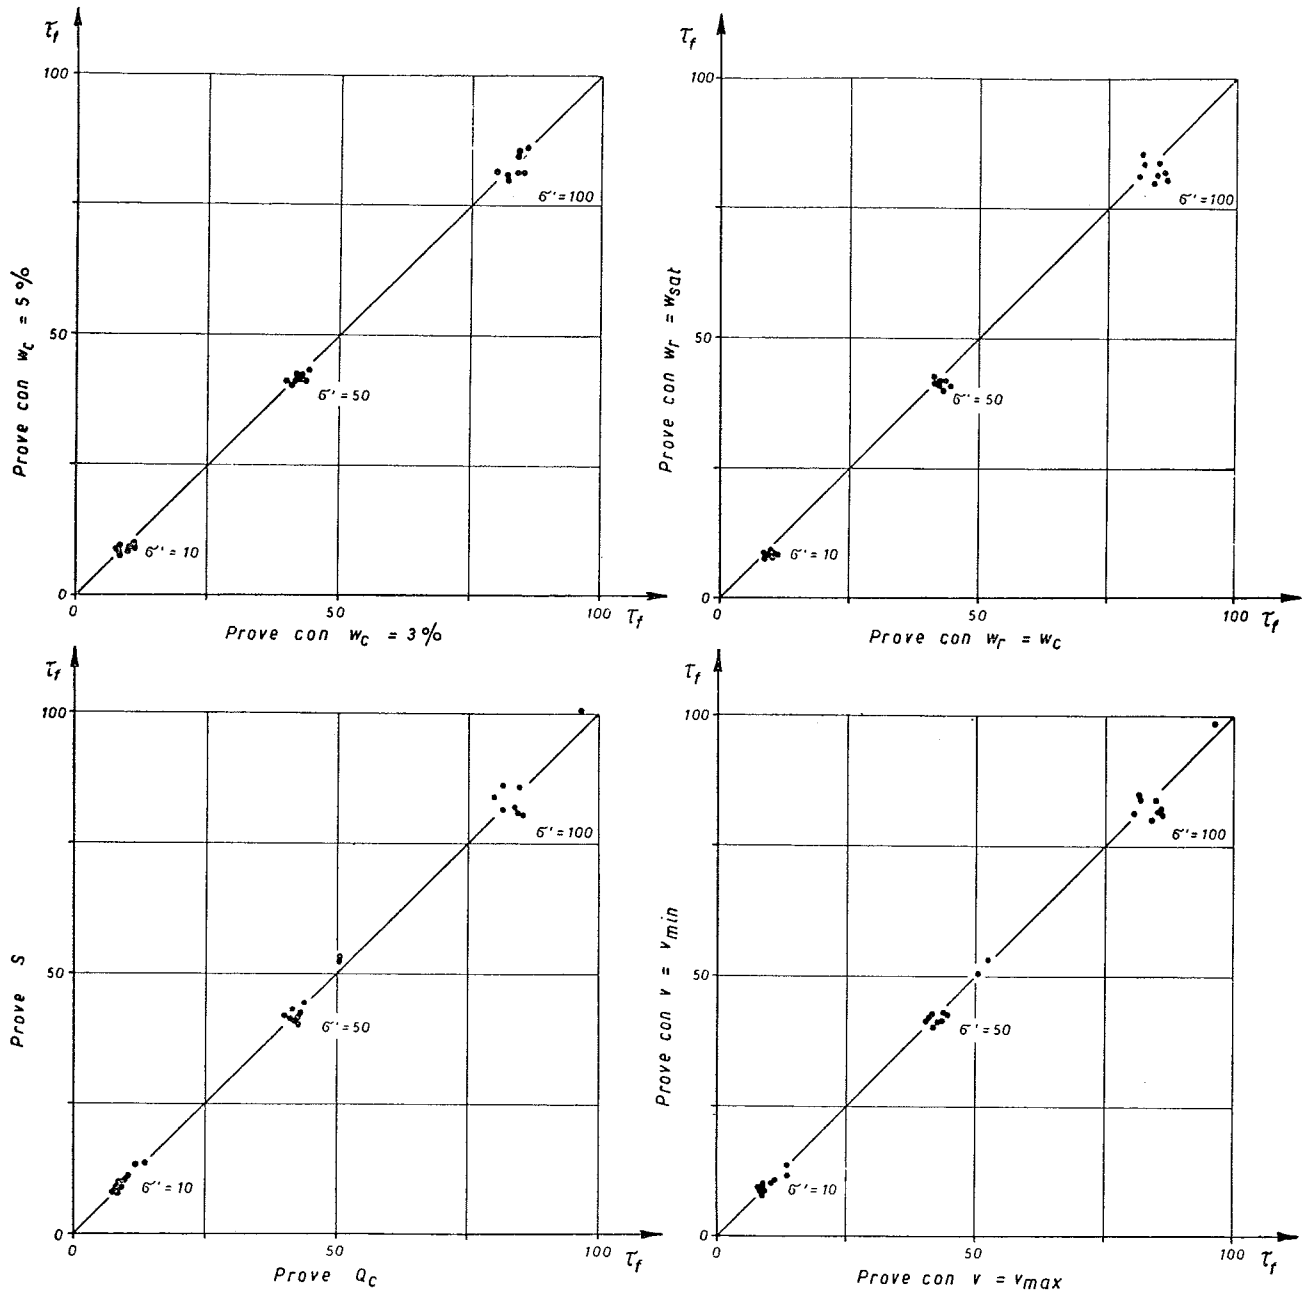 τf
100
Prove con wc = 5%
50
0
σ' = 100
σ' = 50
σ' = 10
0
50
100
τf
Prove con wc = 3%
τf
100
Prove con wr = wsat
50
0
σ' = 100
σ' = 50
σ' = 10
0
50
100
τf
Prove con wr = wc
τf
100
Prove S
50
0
σ' = 100
σ' = 50
σ' = 10
0
50
100
τf
Prove Qc
τf
100
Prove con v = vmin
50
0
σ' = 100
σ' = 50
σ' = 10
0
50
100
τf
Prove con v = vmax